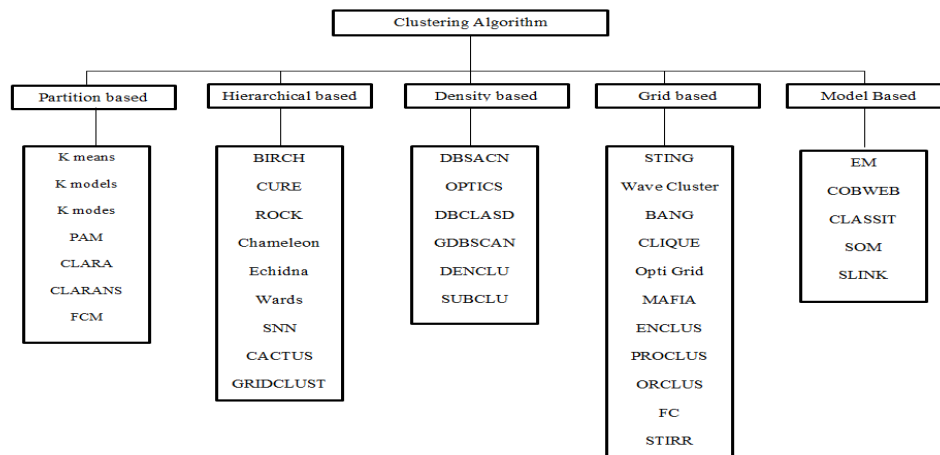 Clustering Algorithm
Partition based
Hierarchical based
Density based
Grid based
Model Based
K means
K models
K modes
PAM
CLARA
CLARANS
FCM
BIRCH
CURE
ROCK
Chameleon
Echidna
Wards
SNN
CACTUS
GRIDCLUST
DBSACN
OPTICS
DBCLASD
GDBSCAN
DENCLU
SUBCLU
STING
Wave Cluster
BANG
CLIQUE
Opti Grid
MAFIA
ENCLUS
PROCLUS
ORCLUS
FC
STIRR
EM
COBWEB
CLASSIT
SOM
SLINK